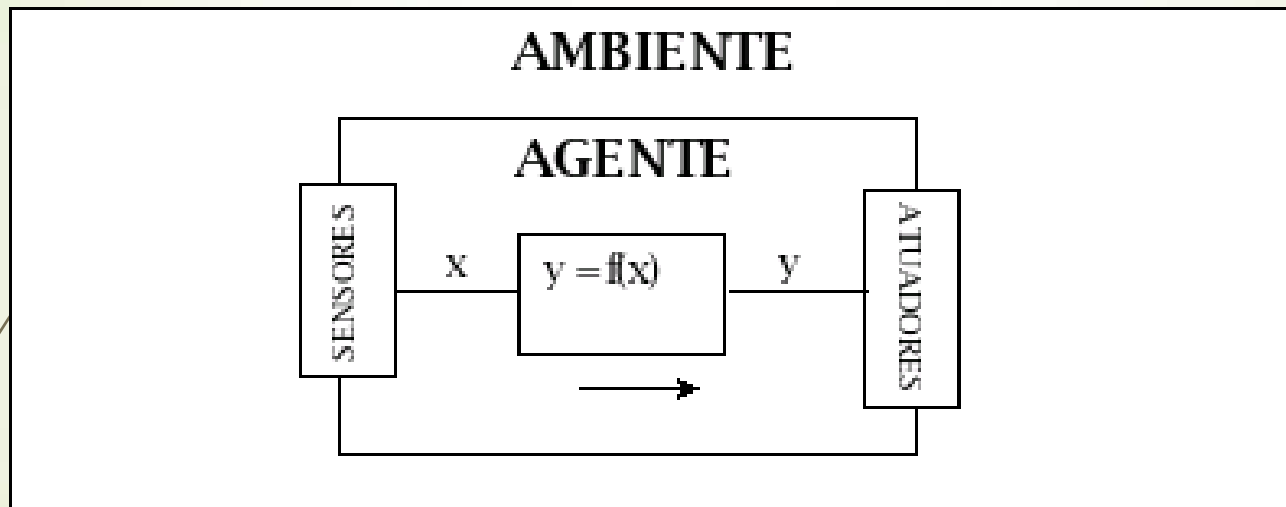 AMBIENTE
AGENTE
SENSORES
x
y = f(x)
y
ATUADORES